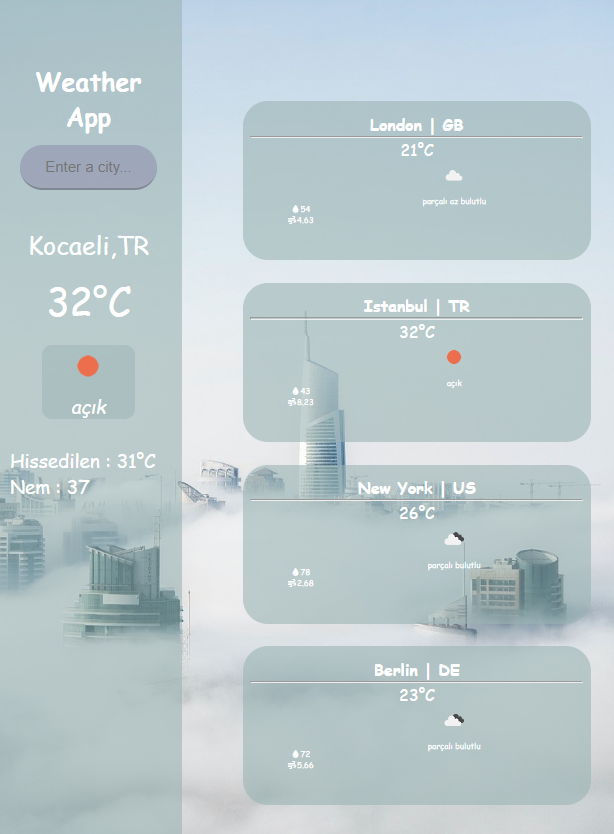 Weather
App
Enter a city...
Kocaeli,TR
32°C
açık
Hissedilen : 31°C
Nem : 37
London | GB
21°C
parçalı az bulutlu
54
4.63
Istanbul | TR
32°C
açık
43
8.23
New York | US
26°C
parçalı bulutlu
78
2.68
Berlin | DE
23°C
parçalı bulutlu
72
5.66